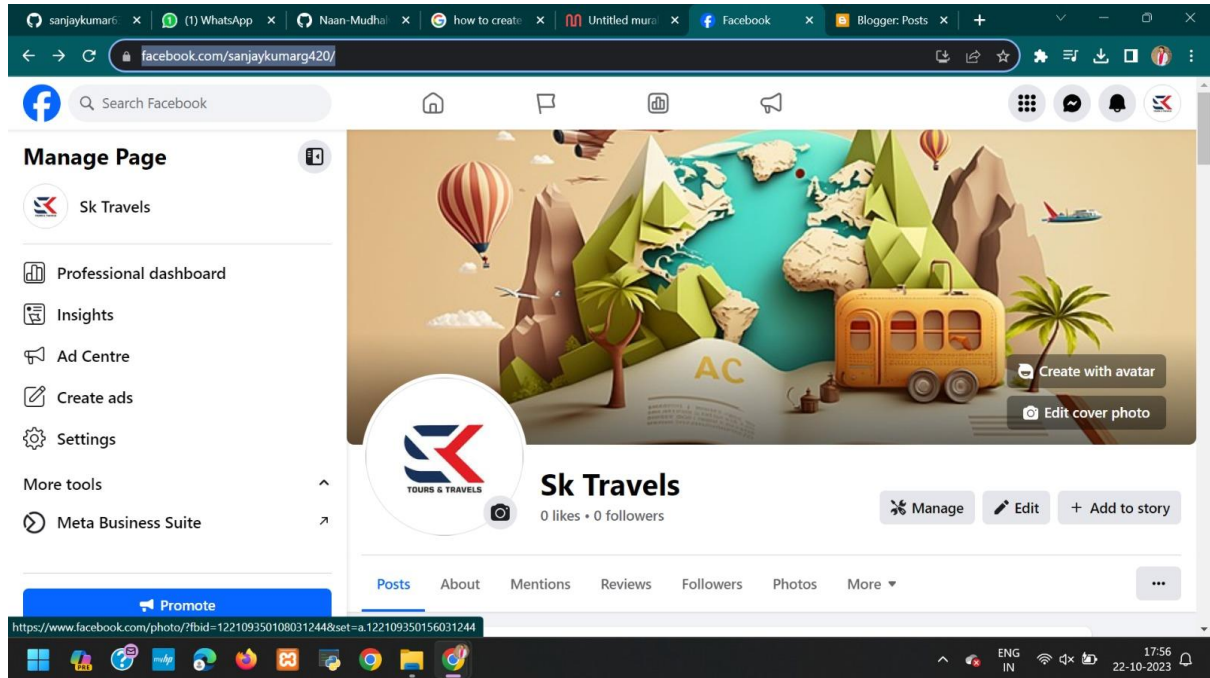 sanjaykumar6
(1) WhatsApp
Naan-Mudhal
how to create
Untitled mural
Facebook
Blogger: Posts
facebook.com/sanjaykumarg420/
Search Facebook
Manage Page
Sk Travels
Professional dashboard
Insights
Ad Centre
Create ads
Settings
More tools
Meta Business Suite
Promote
AC
Create with avatar
Edit cover photo
SK
TOURS & TRAVELS
Sk Travels
0 likes • 0 followers
Manage
Edit
+ Add to story
Posts
About
Mentions
Reviews
Followers
Photos
More
https://www.facebook.com/photo/?fbid=122109350108031244&set=a.122109350156031244
PRE
myhp
ENG
IN
17:56
22-10-2023